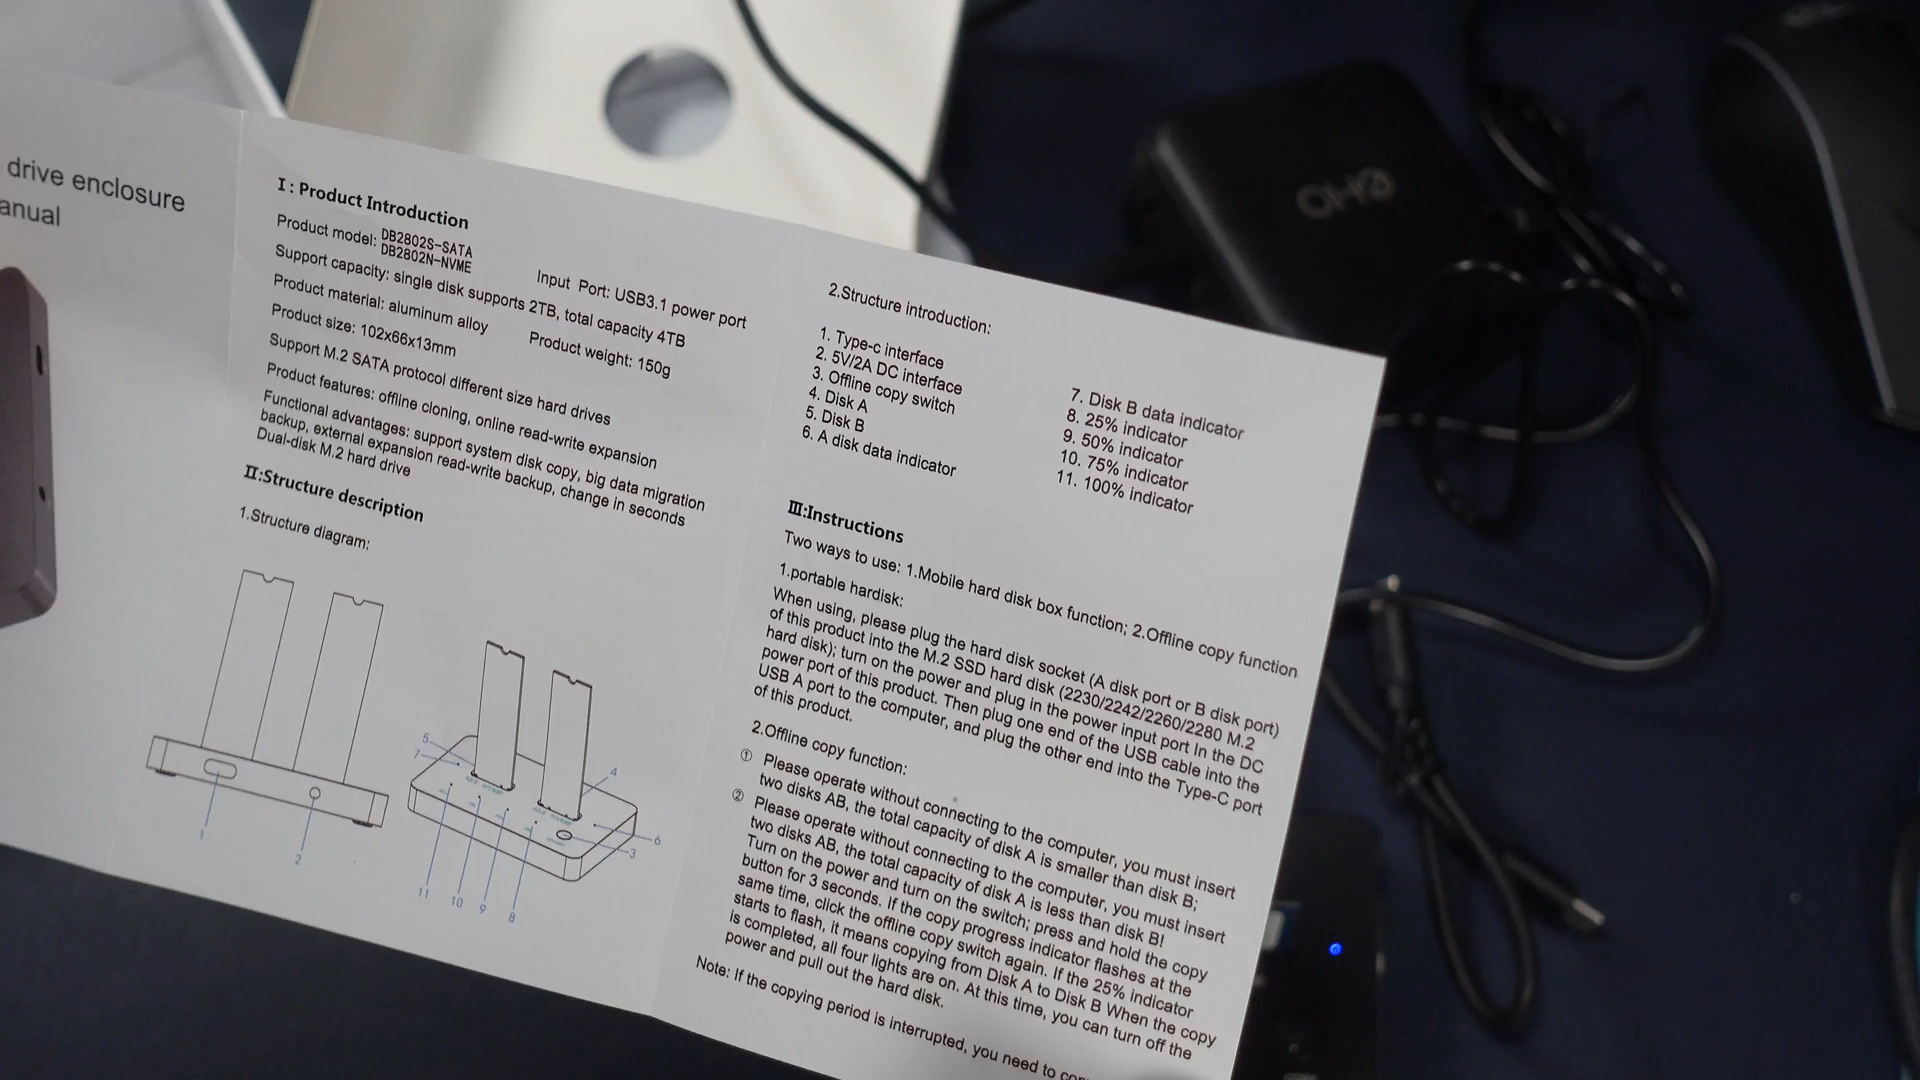 drive enclosure
anual
I: Product Introduction
Product model: DB2802S-SATA
DB2802N-NVME
Input Port: USB3.1 power port
Support capacity: single disk supports 2TB, total capacity 4TB
Product material: aluminum alloy
Product weight: 150g
Product size: 102x66x13mm
Support M.2 SATA protocol different size hard drives
Product features: offline cloning, online read-write expansion
Functional advantages: support system disk copy, big data migration
backup, external expansion read-write backup, change in seconds
Dual-disk M.2 hard drive
II:Structure description
1.Structure diagram:
1
2
5
7
4
6
3
11
10
9
8
2.Structure introduction:
1. Type-c interface
2. 5V/2A DC interface
3. Offline copy switch
4. Disk A
5. Disk B
6. A disk data indicator
7. Disk B data indicator
8. 25% indicator
9. 50% indicator
10. 75% indicator
11. 100% indicator
III:Instructions
Two ways to use: 1.Mobile hard disk box function; 2.Offline copy function
1.portable hardisk:
When using, please plug the hard disk socket (A disk port or B disk port)
of this product into the M.2 SSD hard disk (2230/2242/2260/2280 M.2
hard disk); turn on the power and plug in the power input port In the DC
power port of this product. Then plug one end of the USB cable into the
USB A port to the computer, and plug the other end into the Type-C port
of this product.
2.Offline copy function:
① Please operate without connecting to the computer, you must insert
two disks AB, the total capacity of disk A is smaller than disk B;
② Please operate without connecting to the computer, you must insert
two disks AB, the total capacity of disk A is less than disk B!
Turn on the power and turn on the switch; press and hold the copy
button for 3 seconds. If the copy progress indicator flashes at the
same time, click the offline copy switch again. If the 25% indicator
starts to flash, it means copying from Disk A to Disk B When the copy
is completed, all four lights are on. At this time, you can turn off the
power and pull out the hard disk.
Note: If the copying period is interrupted, you need to